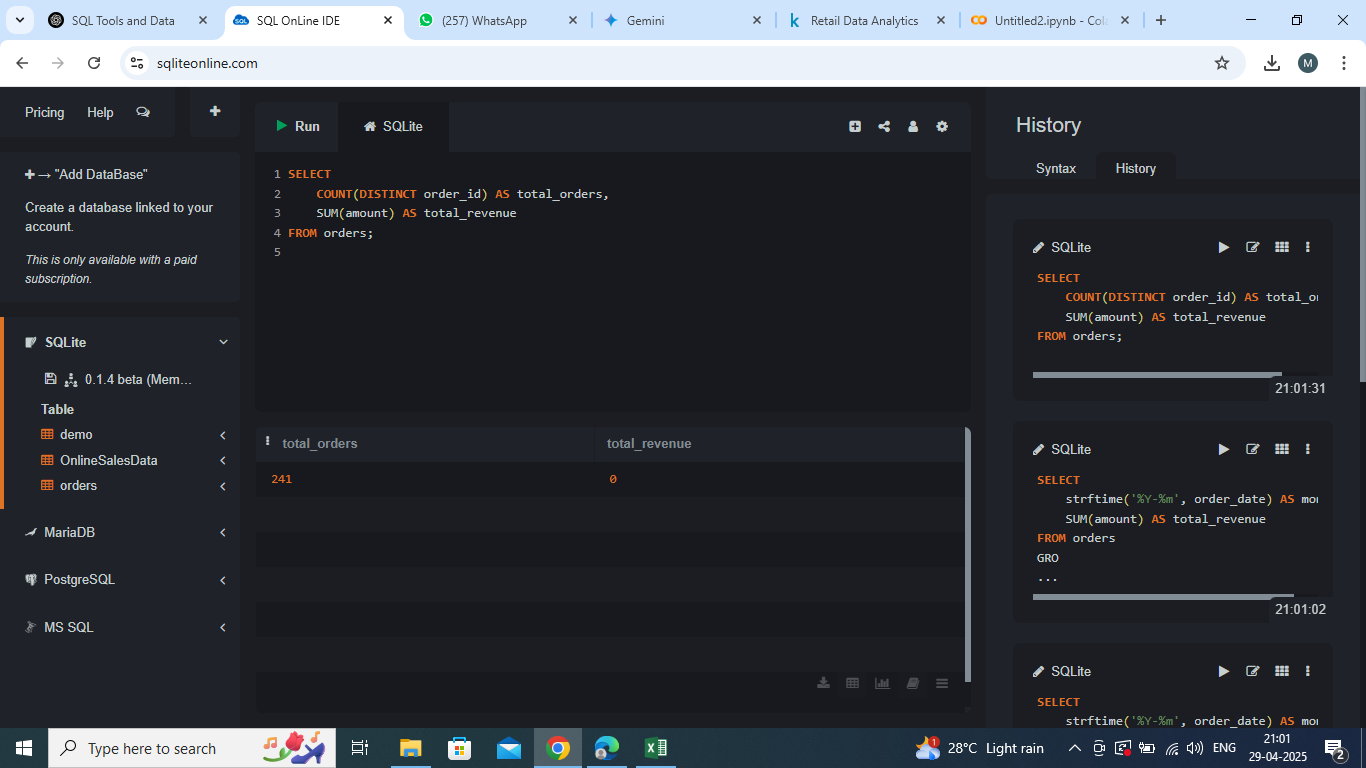 SQL Tools and Data
SQL OnLine IDE
(257) WhatsApp
Gemini
Retail Data Analytics
Untitled2.ipynb - Col
sqliteonline.com
M
Pricing
Help
"Add DataBase"
Create a database linked to your
account.
This is only available with a paid
subscription.
SQLite
0.1.4 beta (Mem...
Table
demo
OnlineSalesData
orders
MariaDB
PostgreSQL
MS SQL
Run
SQLite
1 SELECT
2 COUNT(DISTINCT order_id) AS total_orders,
3 SUM(amount) AS total_revenue
4 FROM orders;
5
total_orders
total_revenue
241
0
History
Syntax
History
SQLite
SELECT
COUNT(DISTINCT order_id) AS total_or
SUM(amount) AS total_revenue
FROM orders;
21:01:31
SQLite
SELECT
strftime('%Y-%m', order_date) AS mon
SUM(amount) AS total_revenue
FROM orders
GRO
...
21:01:02
SQLite
SELECT
strftime('%Y-%m', order_date) AS mon
Type here to search
1
28°C Light rain
ENG
21:01
29-04-2025
2